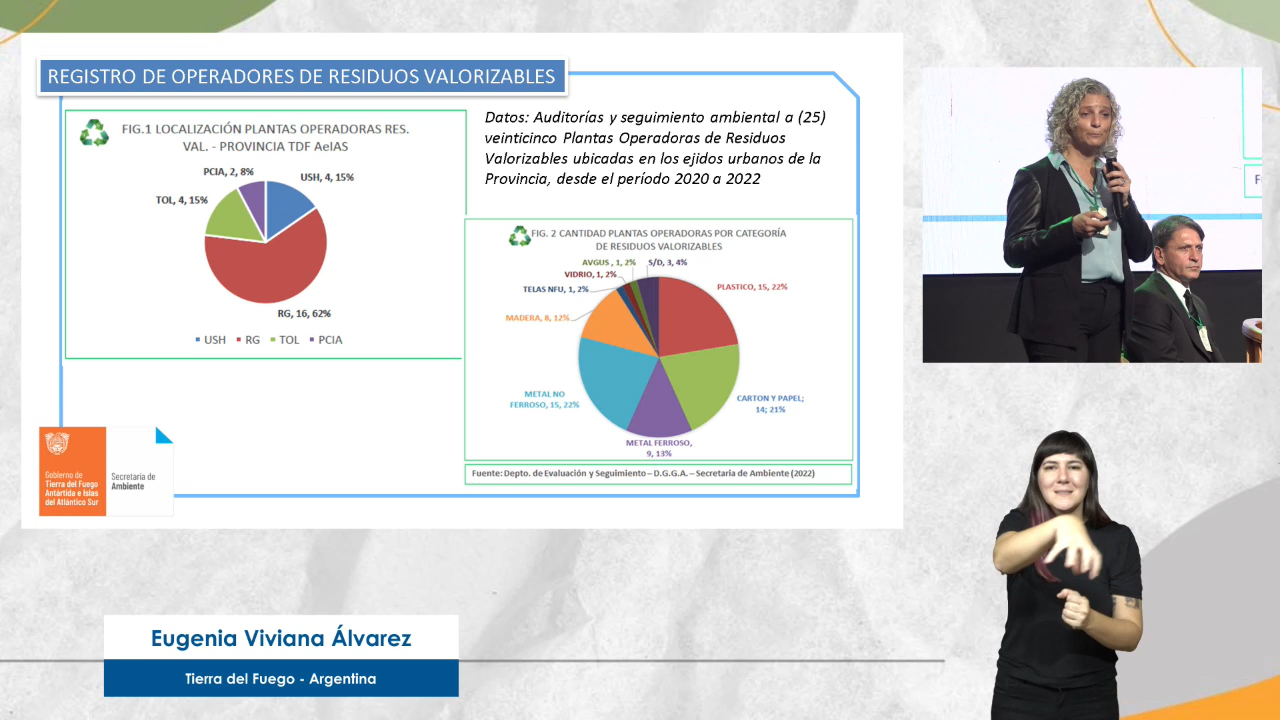 REGISTRO DE OPERADORES DE RESIDUOS VALORIZABLES
FIG.1 LOCALIZACIÓN PLANTAS OPERADORAS RES.
VAL. - PROVINCIA TDF AeIAS
PCIA, 2, 8%
USH, 4, 15%
TOL, 4, 15%
RG, 16, 62%
USH RG TOL PCIA
Datos: Auditorías y seguimiento ambiental a (25)
veinticinco Plantas Operadoras de Residuos
Valorizables ubicadas en los ejidos urbanos de la
Provincia, desde el período 2020 a 2022
FIG. 2 CANTIDAD PLANTAS OPERADORAS POR CATEGORÍA
DE RESIDUOS VALORIZABLES
AVGUS , 1, 2%
S/D, 3, 4%
VIDRIO, 1, 2%
TELAS NFU, 1, 2%
PLASTICO, 15, 22%
MADERA, 8, 12%
METAL NO
FERROSO, 15, 22%
CARTON Y PAPEL;
14; 21%
METAL FERROSO,
9, 13%
Fuente: Depto. de Evaluación y Seguimiento – D.G.G.A. – Secretaria de Ambiente (2022)
Gobierno de
Tierra del Fuego
Antártida e Islas
del Atlántico Sur
Secretaría de
Ambiente
Eugenia Viviana Álvarez
Tierra del Fuego - Argentina